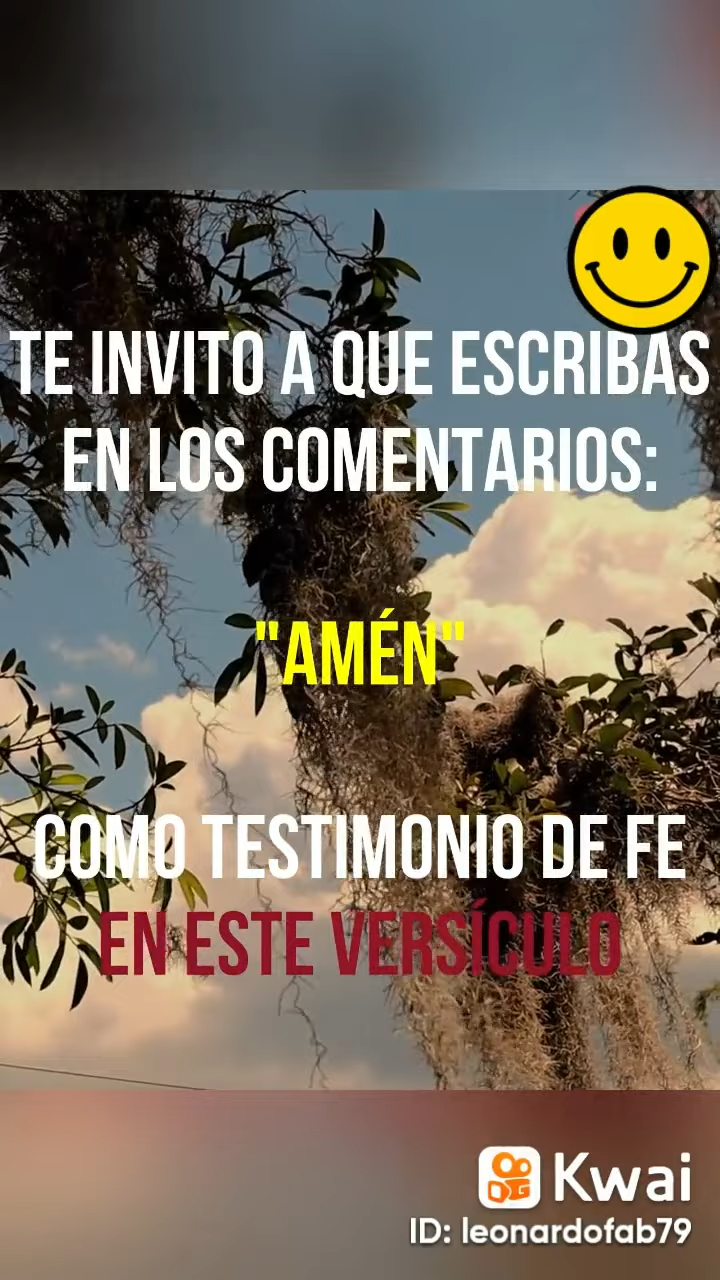 TE INVITO A QUE ESCRIBAS
EN LOS COMENTARIOS:
"AMÉN"
COMO TESTIMONIO DE FE
EN ESTE VERSÍCULO
Kwai
ID: leonardofab79